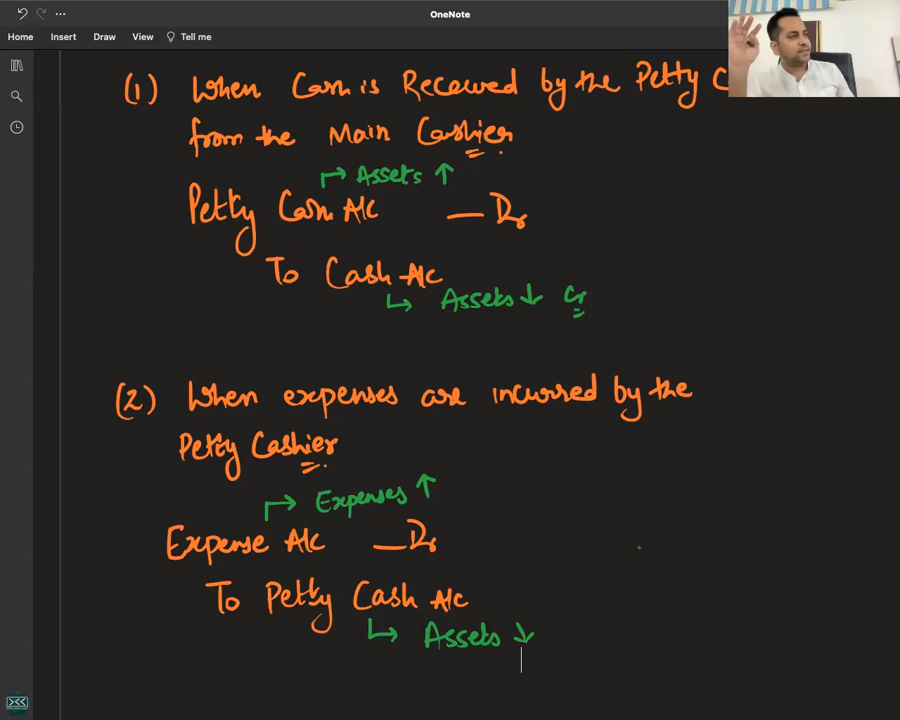 OneNote
Home Insert Draw View Tell me
(1) When Cash is Received by the Petty C
from the Main Cashier
↱ Assets ↑
Petty Cash A/c — Dr
To Cash A/c
↳ Assets ↓ Cr
(2) When expenses are incurred by the
Petty Cashier
↱ Expenses ↑
Expense A/c — Dr
To Petty Cash A/c
↳ Assets ↓